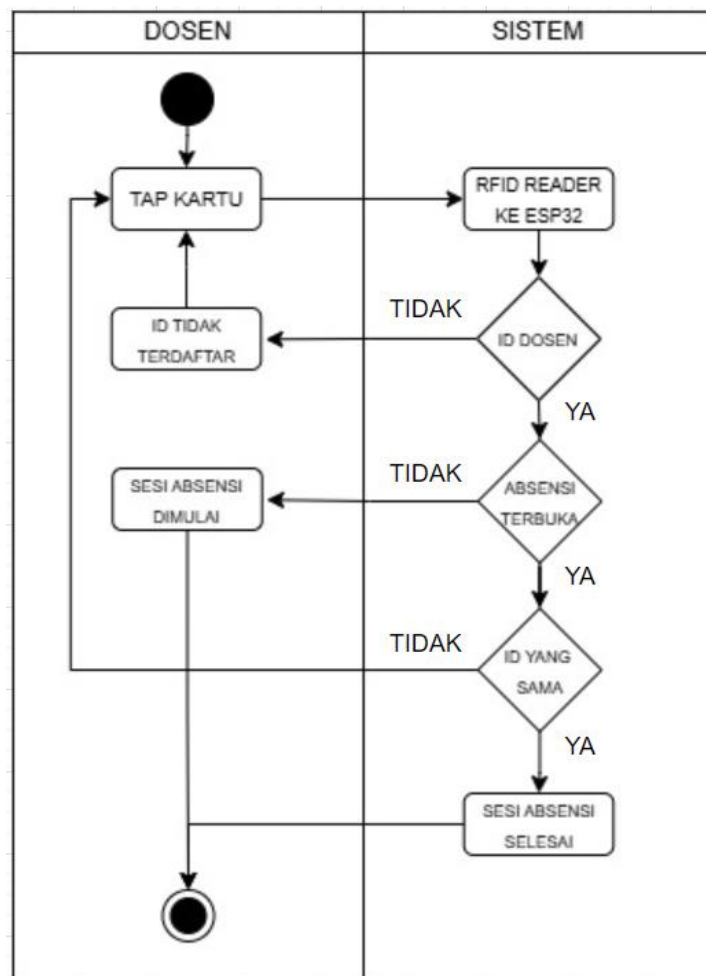 DOSEN
SISTEM
TAP KARTU
RFID READER
KE ESP32
TIDAK
ID TIDAK
TERDAFTAR
ID DOSEN
YA
TIDAK
SESI ABSENSI
DIMULAI
ABSENSI
TERBUKA
YA
TIDAK
ID YANG
SAMA
YA
SESI ABSENSI
SELESAI